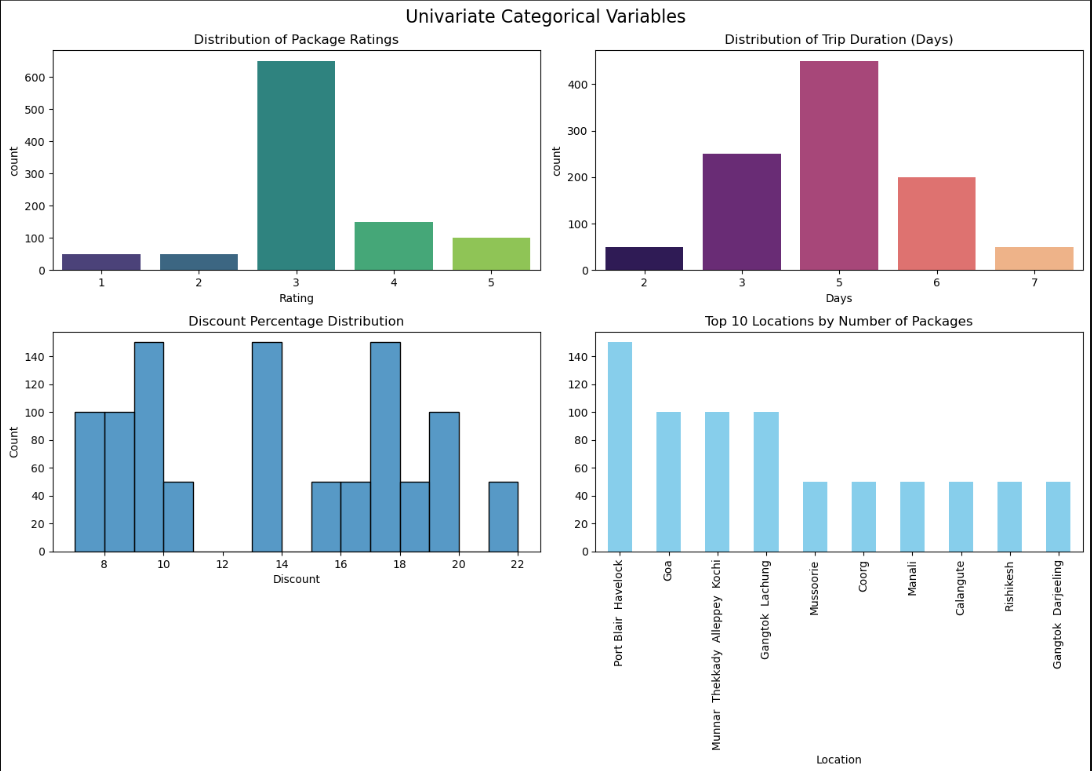 Univariate Categorical Variables
Distribution of Package Ratings
600
500
400
300
200
100
0
count
1 2 3 4 5
Rating
Distribution of Trip Duration (Days)
400
300
200
100
0
count
2 3 5 6 7
Days
Discount Percentage Distribution
140
120
100
80
60
40
20
0
Count
8 10 12 14 16 18 20 22
Discount
Top 10 Locations by Number of Packages
140
120
100
80
60
40
20
0
Port Blair  Havelock
Goa
Munnar  Thekkady  Alleppey  Kochi
Gangtok  Lachung
Mussoorie
Coorg
Manali
Calangute
Rishikesh
Gangtok  Darjeeling
Location